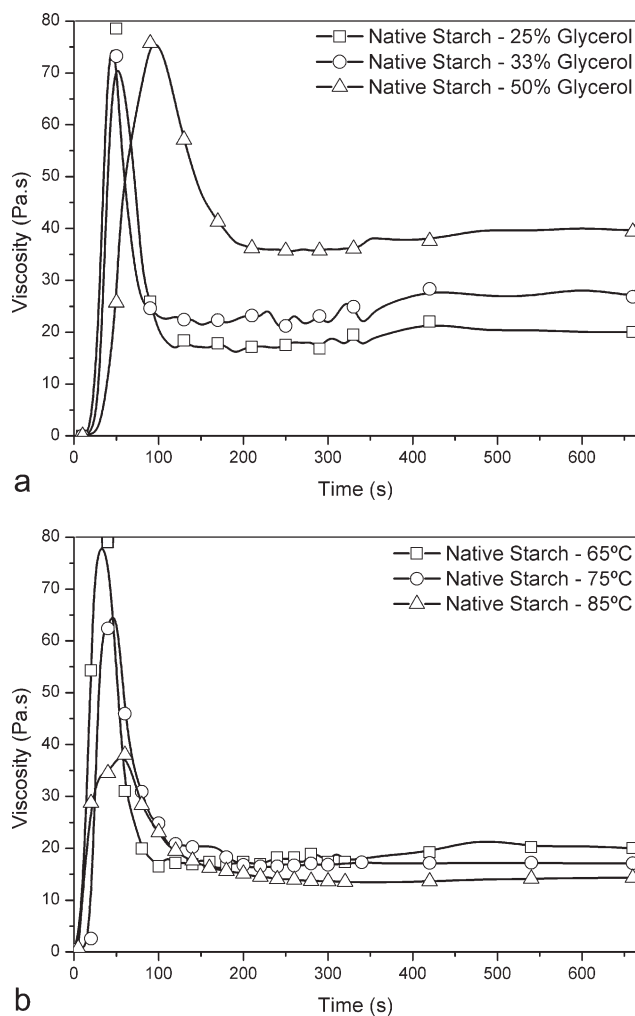 80
70
60
50
40
30
20
10
0
Viscosity (Pa.s)
Native Starch - 25% Glycerol
Native Starch - 33% Glycerol
Native Starch - 50% Glycerol
0 100 200 300 400 500 600
Time (s)
a
80
70
60
50
40
30
20
10
0
Viscosity (Pa.s)
Native Starch - 65ºC
Native Starch - 75ºC
Native Starch - 85ºC
0 100 200 300 400 500 600
Time (s)
b